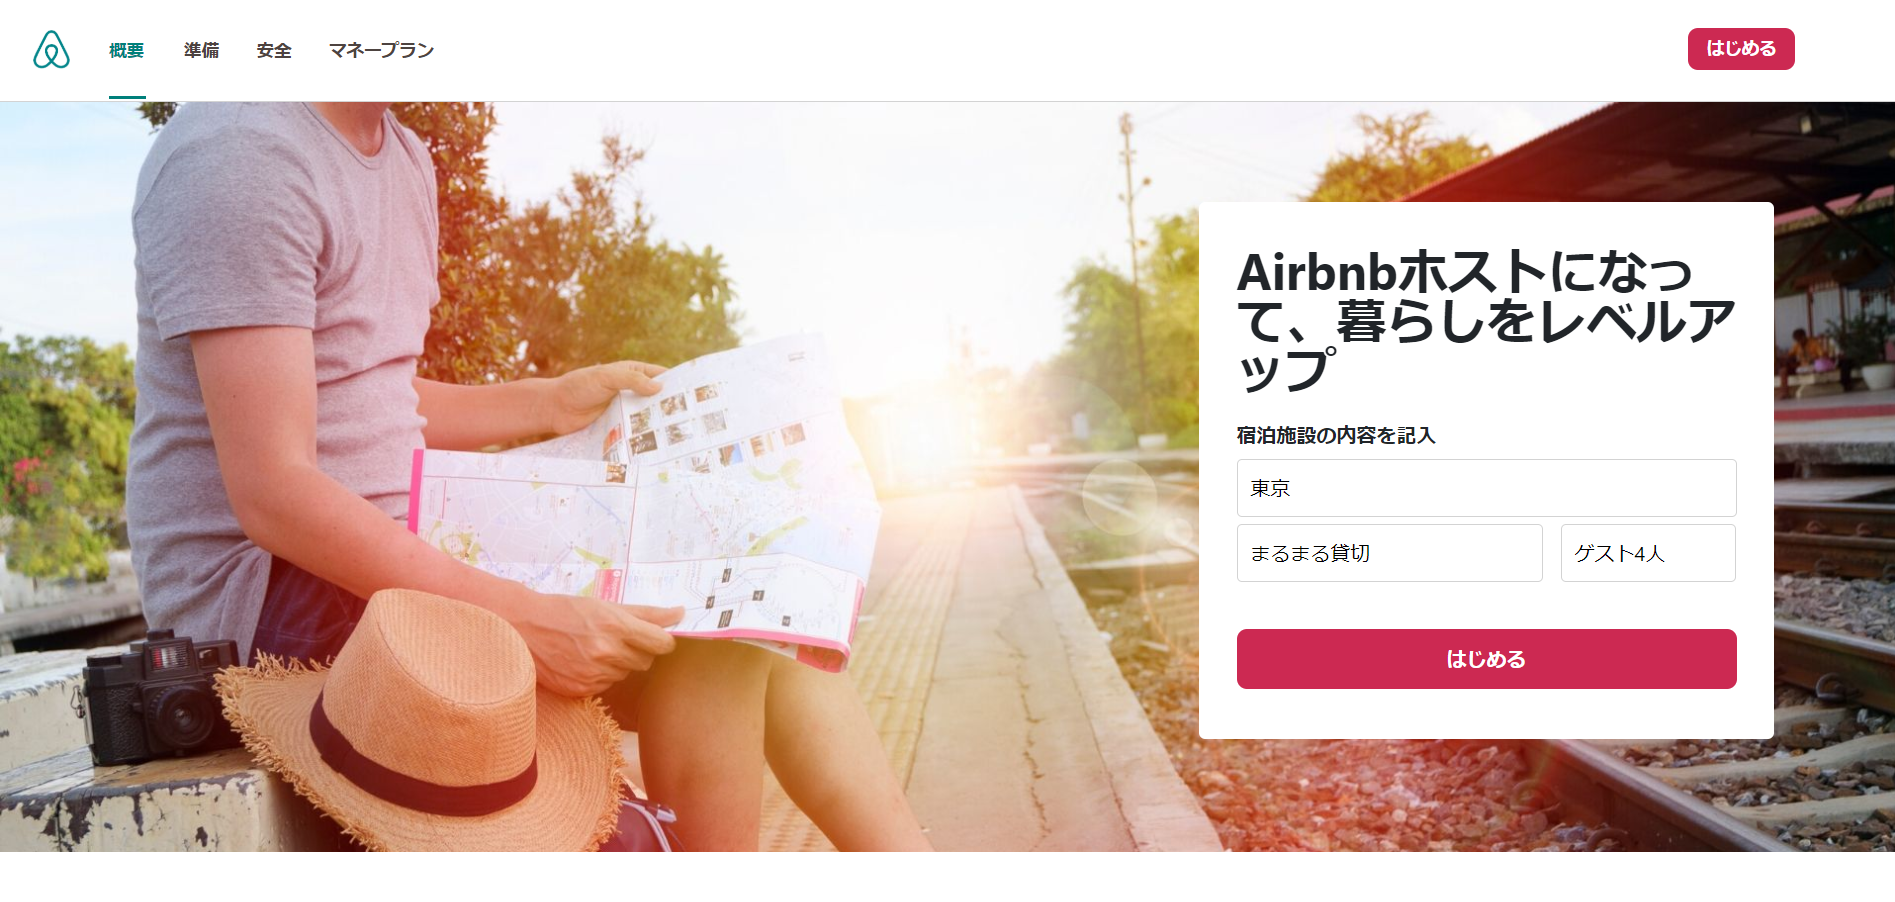 概要 準備 安全 マネープラン はじめる
Airbnbホストになっ
て、暮らしをレベルア
ップ
宿泊施設の内容を記入
東京
まるまる貸切 ゲスト4人
はじめる